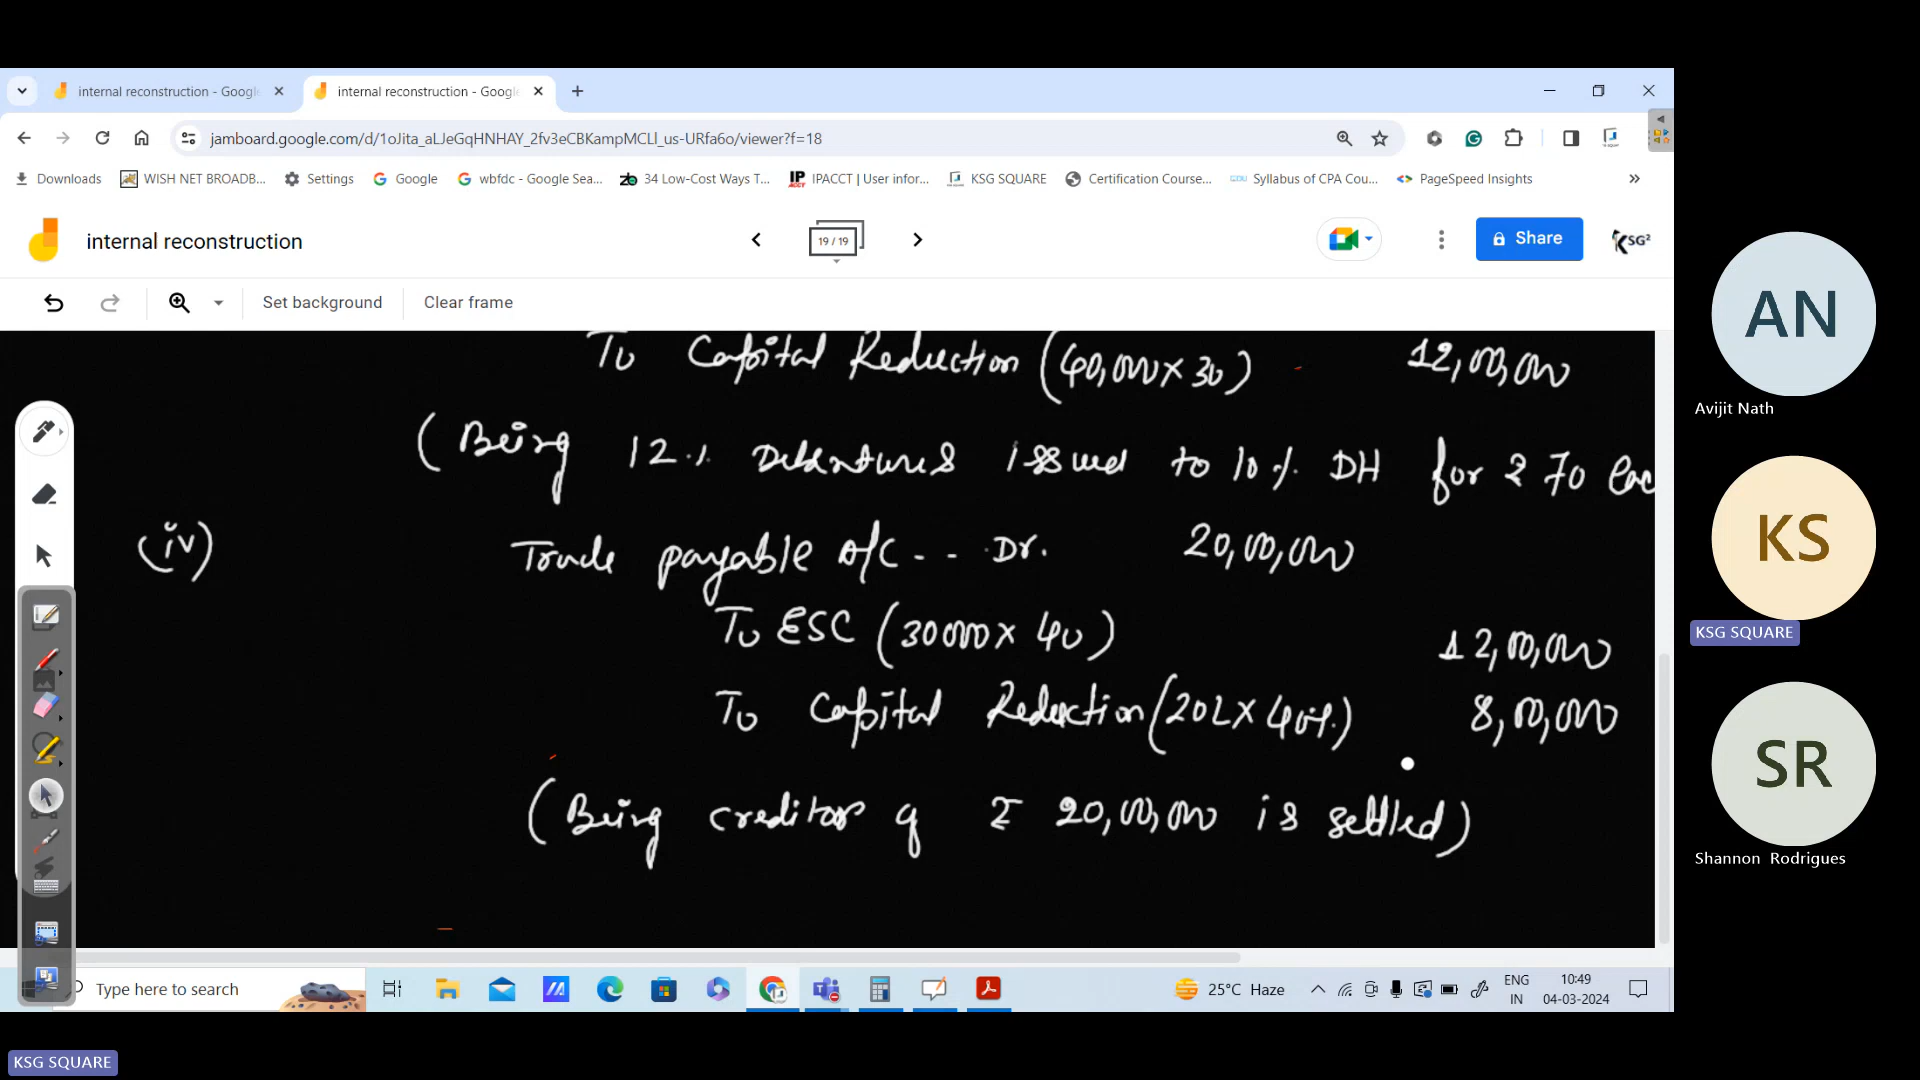 internal reconstruction - Google
internal reconstruction - Google
jamboard.google.com/d/1oJita_aLJeGqHNHAY_2fv3eCBKampMCLl_us-URfa6o/viewer?f=18
Downloads WISH NET BROADB... Settings Google wbfdc - Google Sea... 34 Low-Cost Ways T... IPACCT | User infor... KSG SQUARE Certification Course... Syllabus of CPA Cou... PageSpeed Insights »
internal reconstruction
19 / 19
Share
KSG²
Set background Clear frame
To Capital Reduction (40,000 x 30) 12,00,000
(Being 12% Debentures issued to 10% DH for ₹ 70 Eac
(iv) Trade payable A/C - - Dr. 20,00,000
To ESC (30000 x 40) 12,00,000
To Capital Reduction (20L x 40%) 8,00,000
(Being creditors of ₹ 20,00,000 is settled)
Type here to search
25°C Haze
ENG
IN
10:49
04-03-2024
AN
Avijit Nath
KS
KSG SQUARE
SR
Shannon Rodrigues
KSG SQUARE